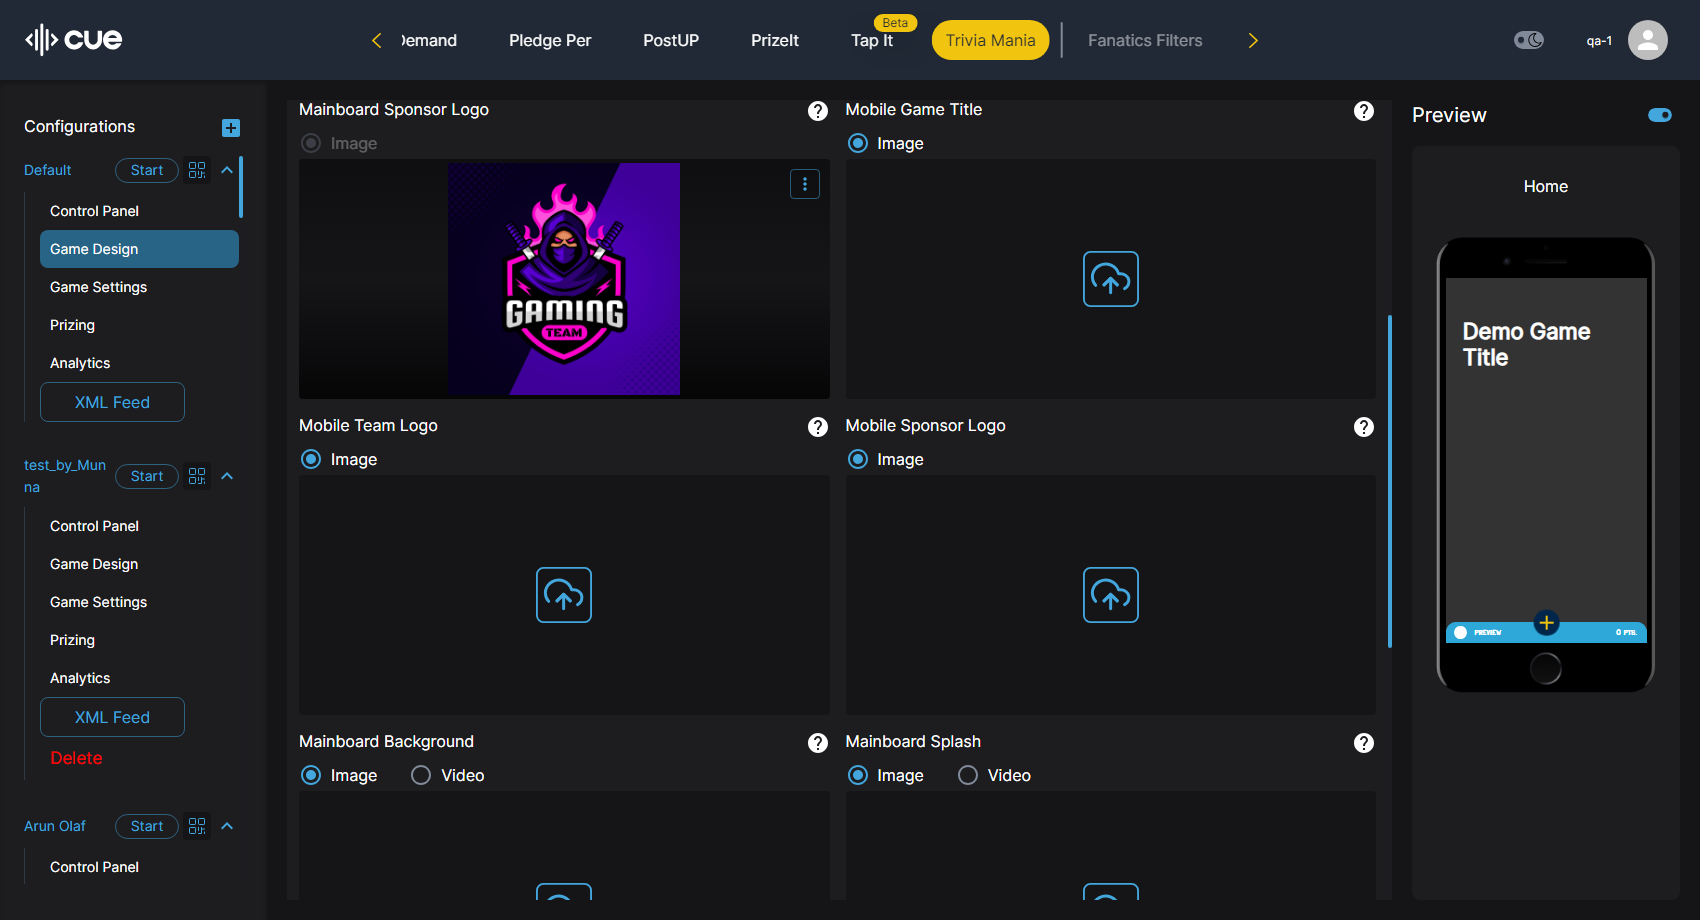 cue
Demand
Pledge Per
PostUP
PrizeIt
Tap It
Beta
Trivia Mania
Fanatics Filters
qa-1
Configurations
Default
Start
Control Panel
Game Design
Game Settings
Prizing
Analytics
XML Feed
test_by_Mun
na
Start
Control Panel
Game Design
Game Settings
Prizing
Analytics
XML Feed
Delete
Arun Olaf
Start
Control Panel
Mainboard Sponsor Logo
Image
GAMING
TEAM
Mobile Game Title
Image
Mobile Team Logo
Image
Mobile Sponsor Logo
Image
Mainboard Background
Image
Video
Mainboard Splash
Image
Video
Preview
Home
Demo Game
Title
PREVIEW
0 PTS.